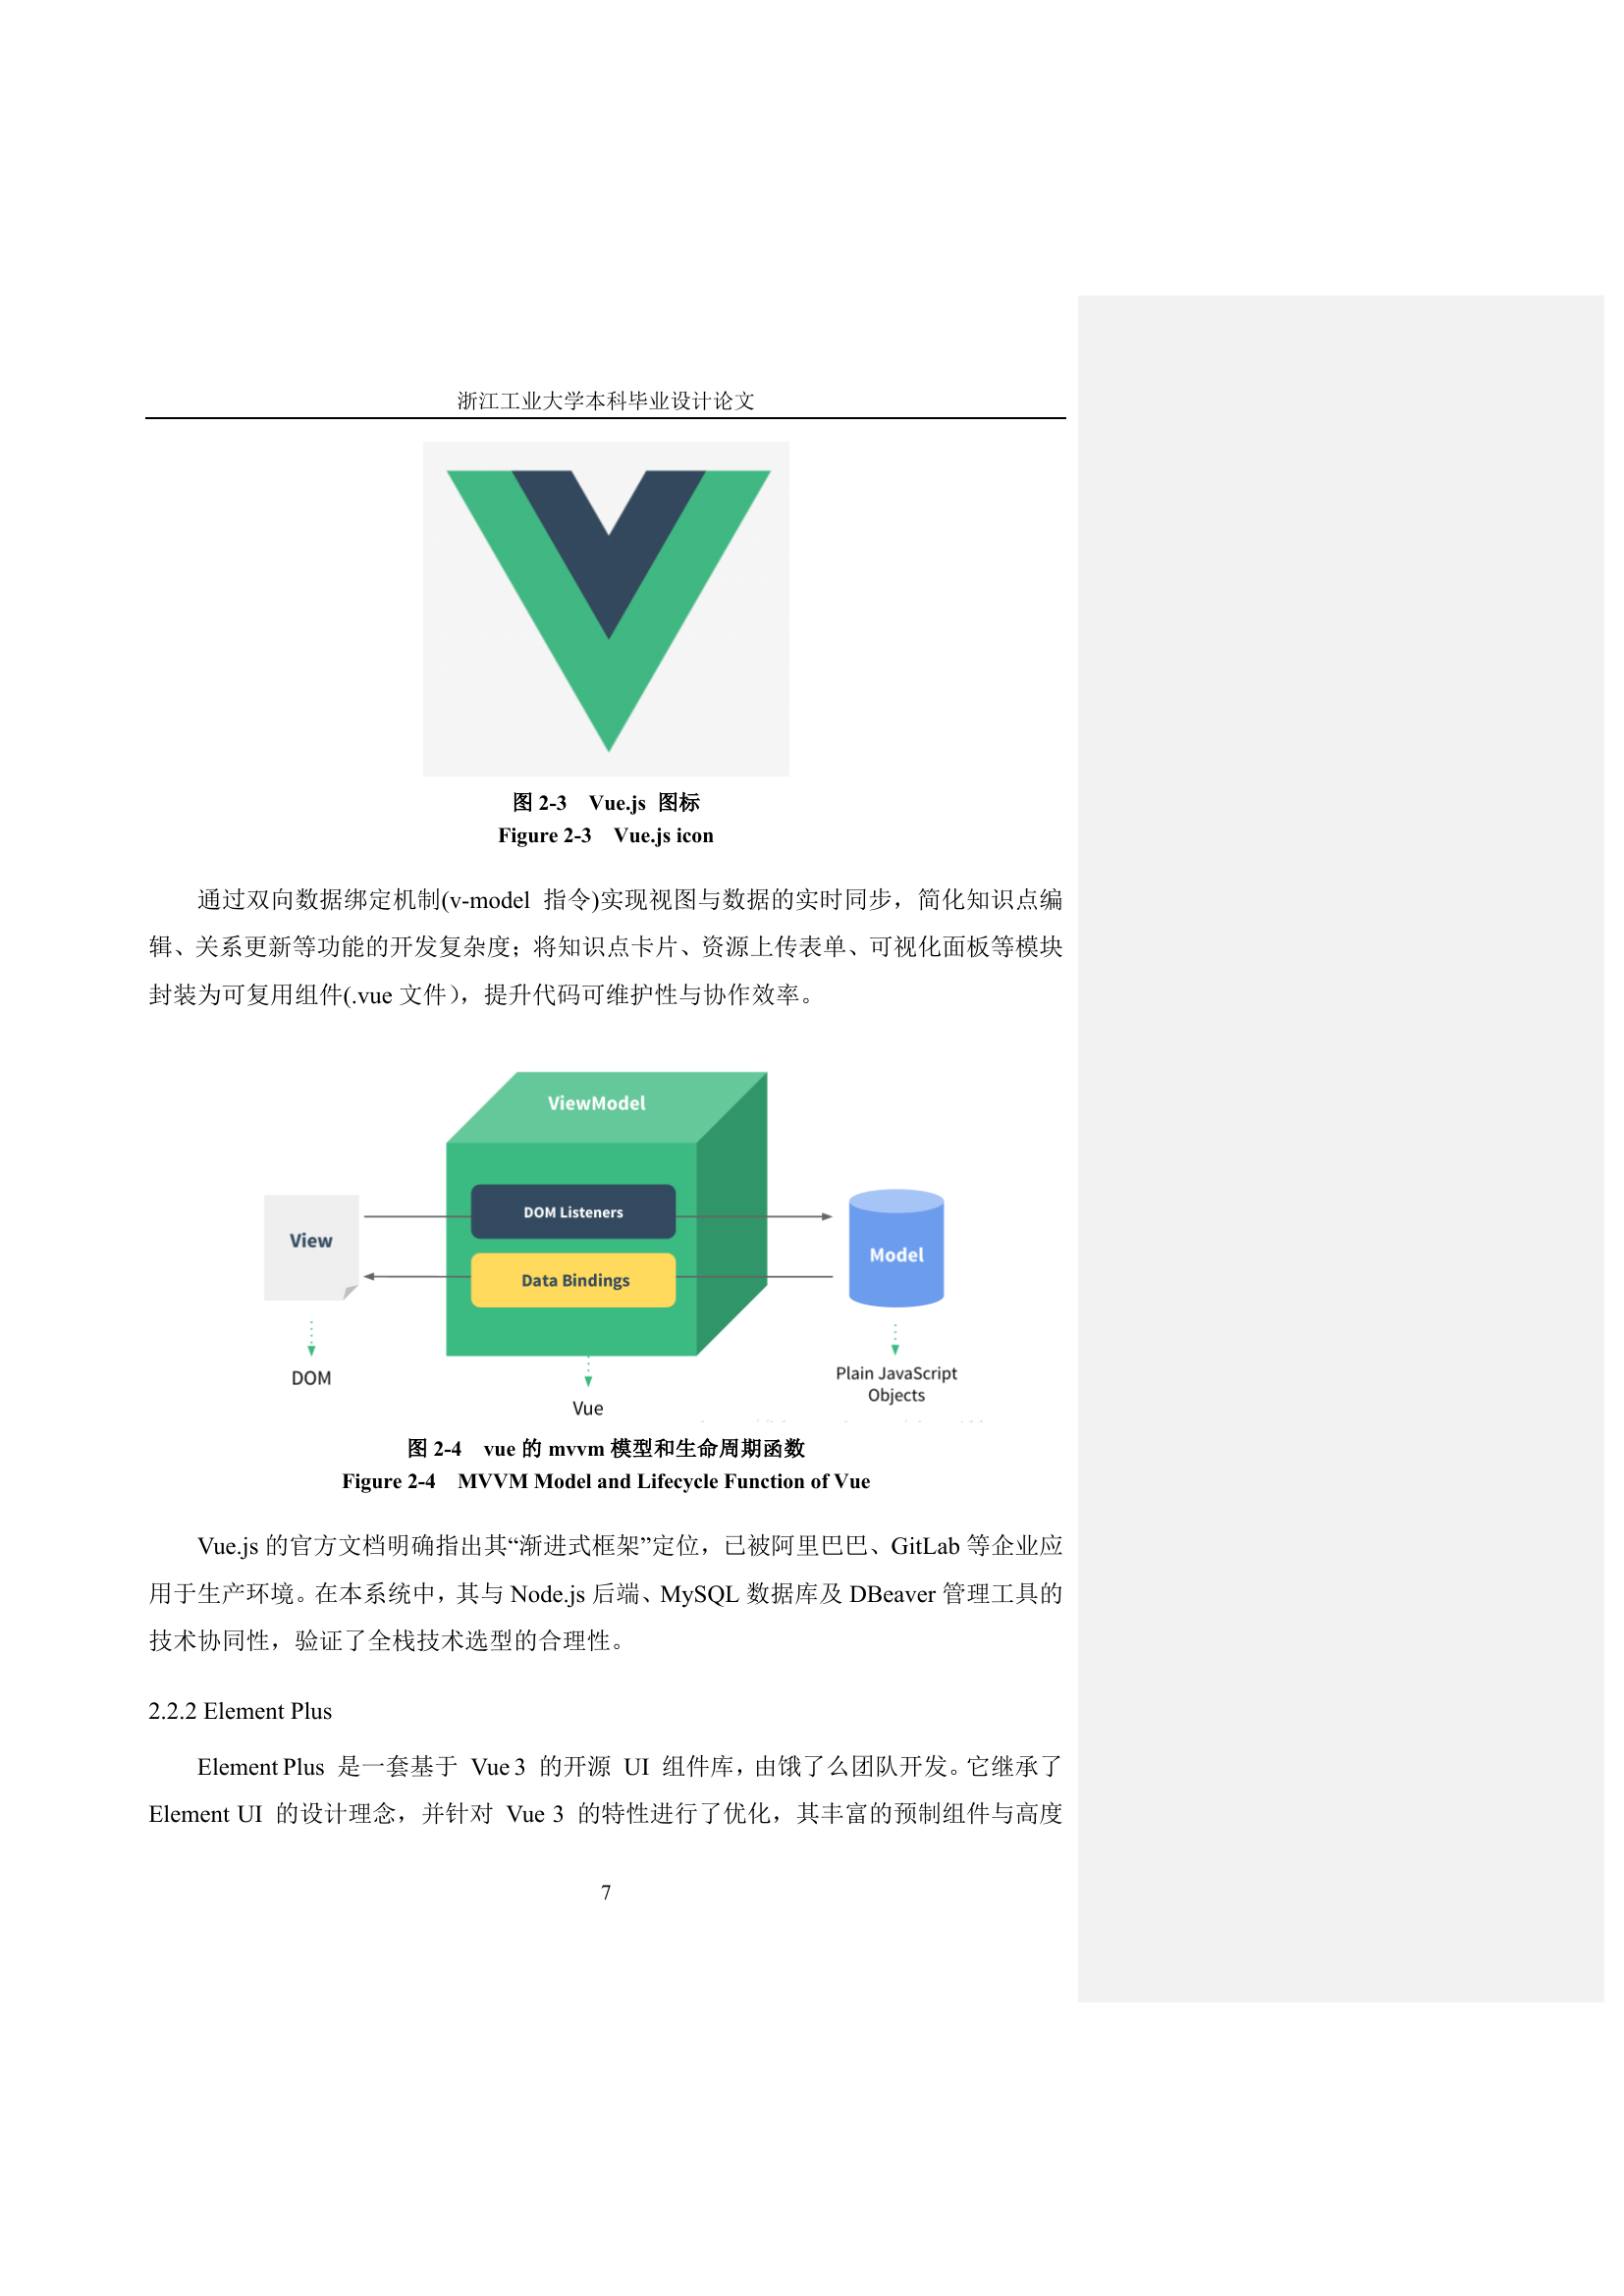 浙江工业大学本科毕业设计论文
图 2-3 Vue.js 图标
Figure 2-3 Vue.js icon
通过双向数据绑定机制(v-model 指令)实现视图与数据的实时同步，简化知识点编
辑、关系更新等功能的开发复杂度；将知识点卡片、资源上传表单、可视化面板等模块
封装为可复用组件(.vue 文件），提升代码可维护性与协作效率。
ViewModel
DOM Listeners
View
Model
Data Bindings
DOM
Plain JavaScript
Objects
Vue
图 2-4 vue 的 mvvm 模型和生命周期函数
Figure 2-4 MVVM Model and Lifecycle Function of Vue
Vue.js 的官方文档明确指出其“渐进式框架”定位，已被阿里巴巴、GitLab 等企业应
用于生产环境。在本系统中，其与 Node.js 后端、MySQL 数据库及 DBeaver 管理工具的
技术协同性，验证了全栈技术选型的合理性。
2.2.2 Element Plus
Element Plus 是一套基于 Vue 3 的开源 UI 组件库，由饿了么团队开发。它继承了
Element UI 的设计理念，并针对 Vue 3 的特性进行了优化，其丰富的预制组件与高度
7